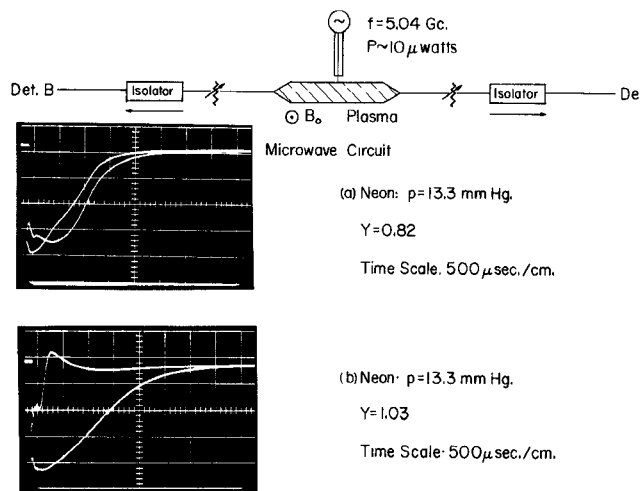 f=5.04 Gc.
P~10 μ watts
Det. B
Isolator
Isolator
De
⊙ B₀ Plasma
Microwave Circuit
(a) Neon: p=13.3 mm Hg.
Y=0.82
Time Scale. 500 μsec./cm.
(b) Neon· p=13.3 mm Hg.
Y=1.03
Time Scale· 500 μsec./cm.